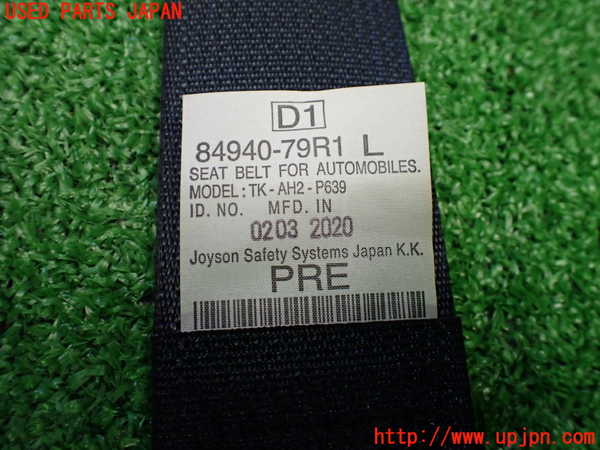 USED PARTS JAPAN
D1
84940-79R1 L
SEAT BELT FOR AUTOMOBILES.
MODEL: TK-AH2-P639
ID. NO. MFD. IN
0203 2020
Joyson Safety Systems Japan K.K.
PRE
http://www.upjpn.com/